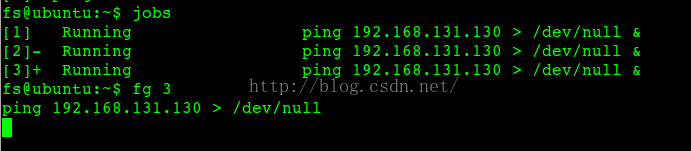 fs@ubuntu:~$ jobs
[1]   Running                 ping 192.168.131.130 > /dev/null &
[2]-  Running                 ping 192.168.131.130 > /dev/null &
[3]+  Running                 ping 192.168.131.130 > /dev/null &
fs@ubuntu:~$ fg 3
http://blog.csdn.net/
ping 192.168.131.130 > /dev/null